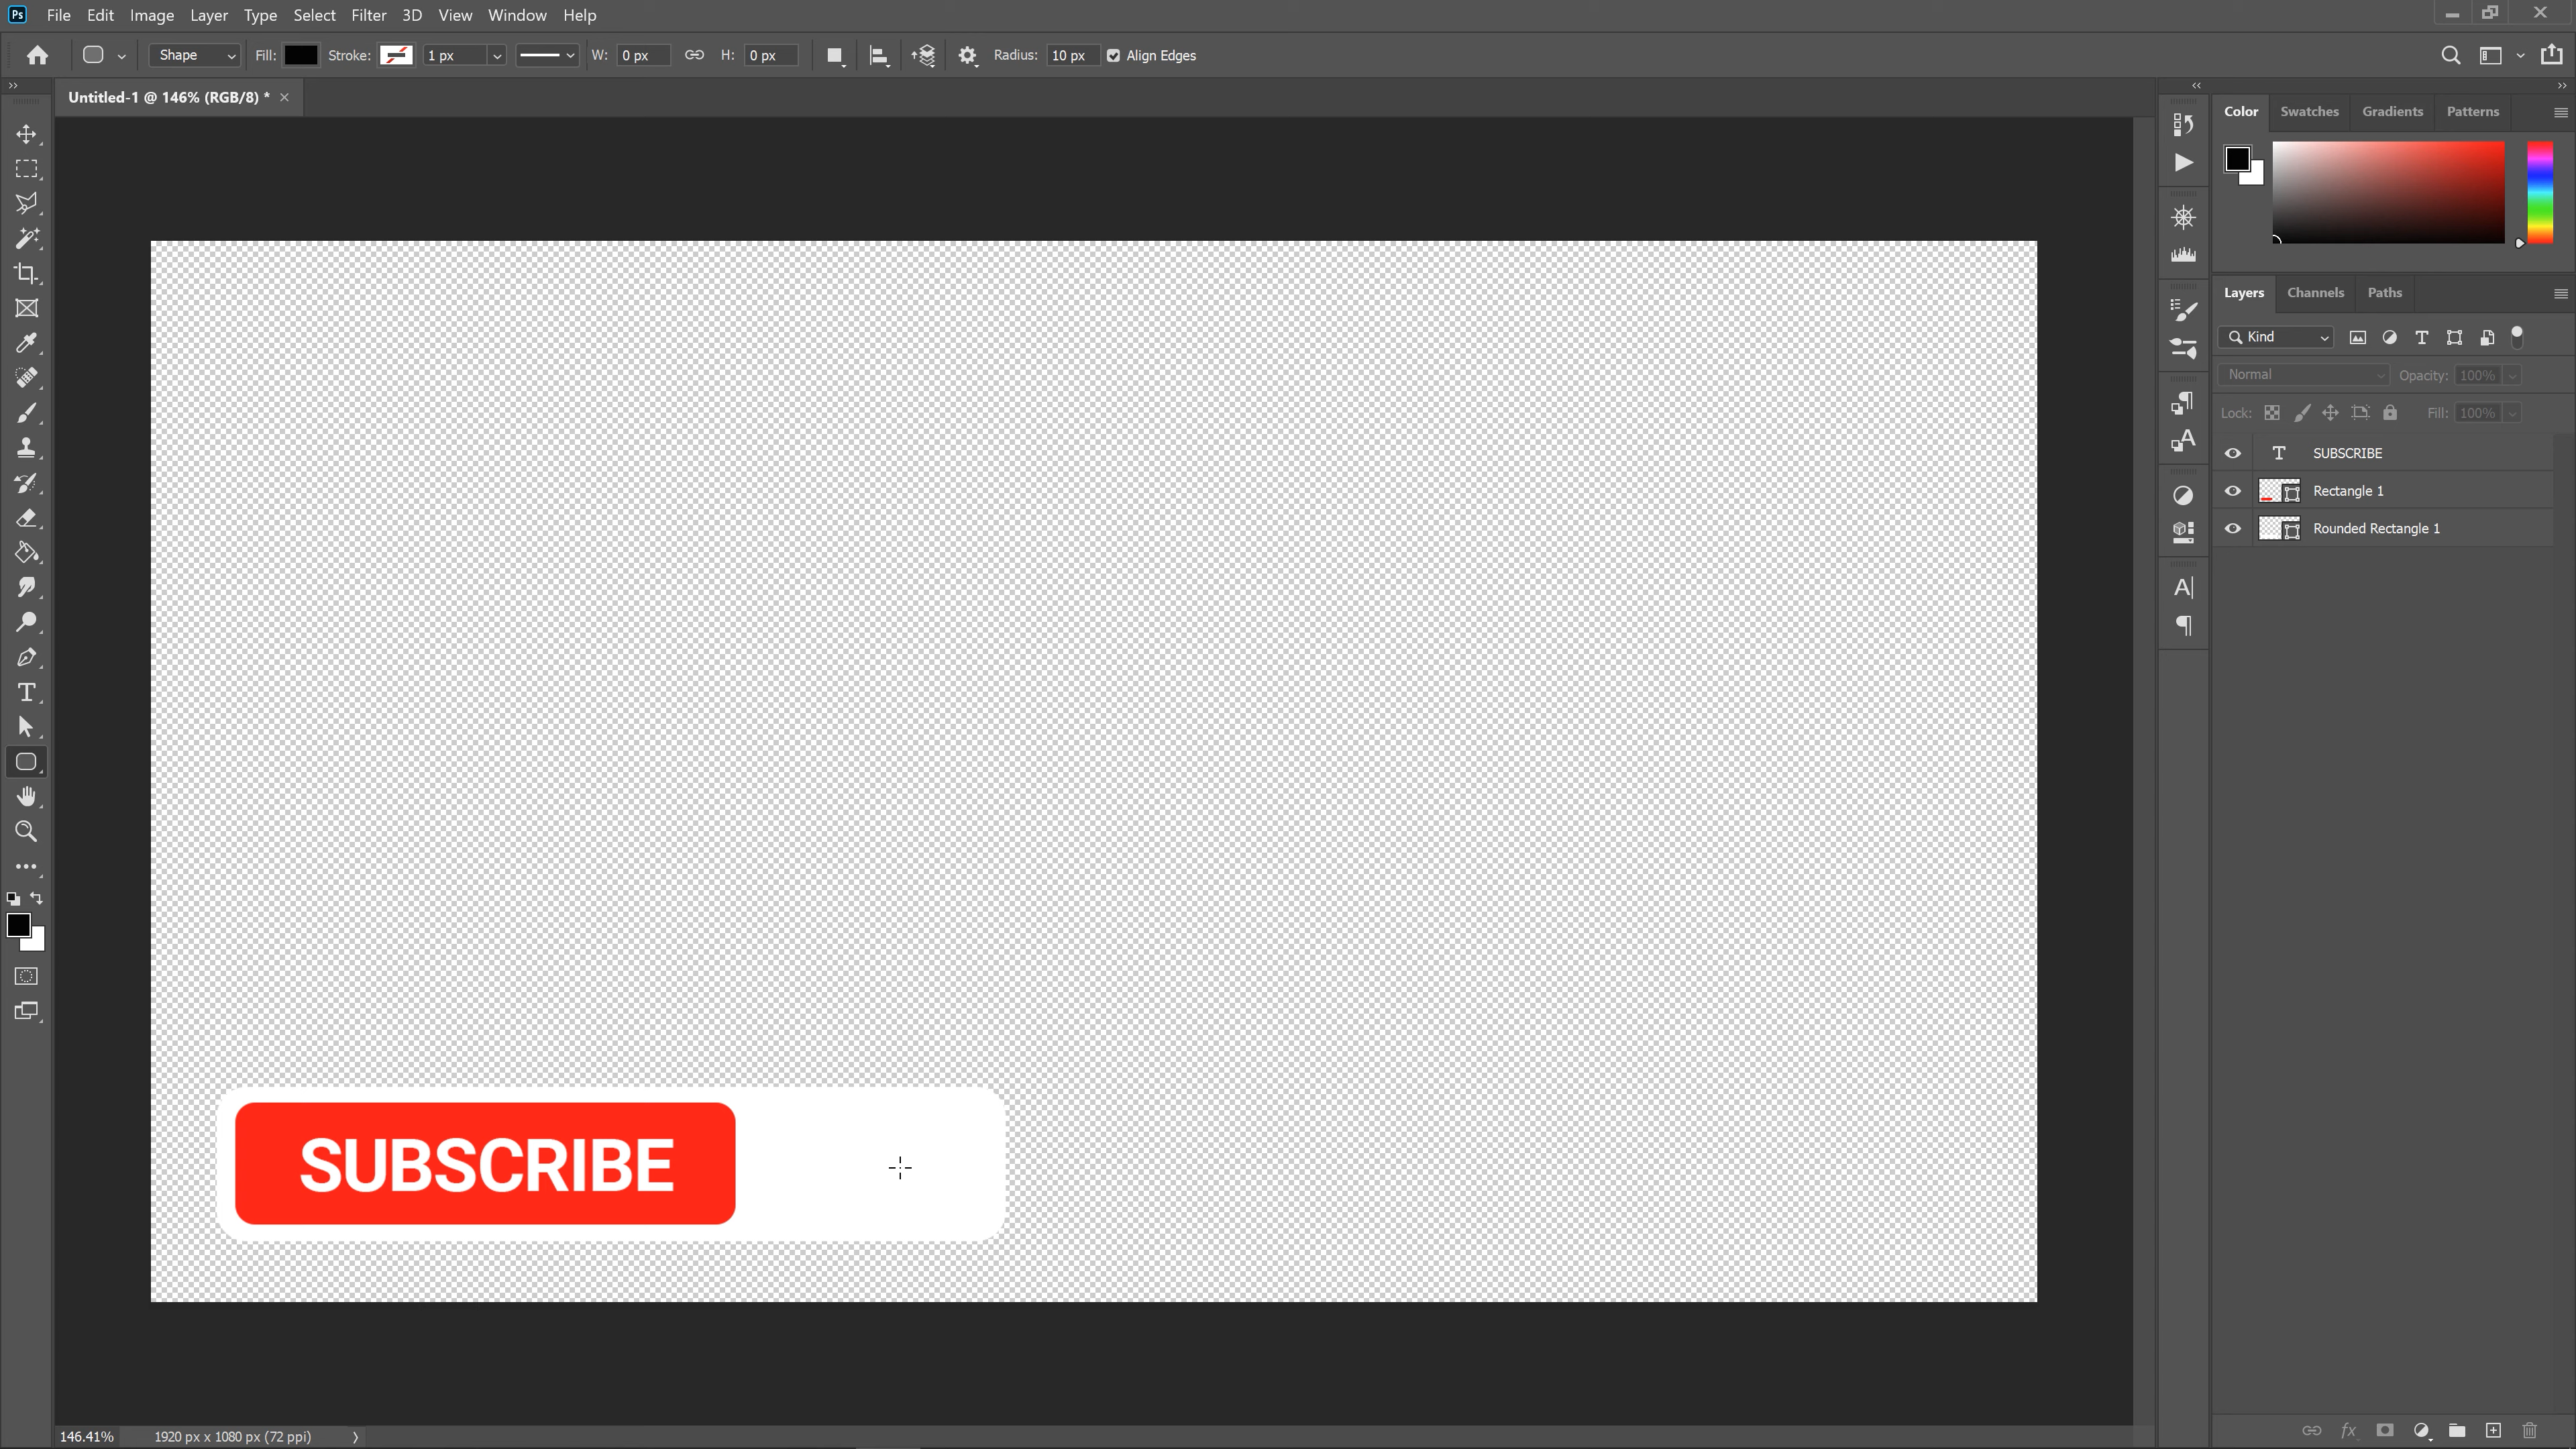 Ps File Edit Image Layer Type Select Filter 3D View Window Help
Shape Fill: Stroke: 1 px W: 0 px H: 0 px Radius: 10 px Align Edges
Untitled-1 @ 146% (RGB/8) * ×
Color Swatches Gradients Patterns
Layers Channels Paths
Kind
Normal Opacity: 100%
Lock: Fill: 100%
SUBSCRIBE
Rectangle 1
Rounded Rectangle 1
SUBSCRIBE
146.41% 1920 px x 1080 px (72 ppi)
fx